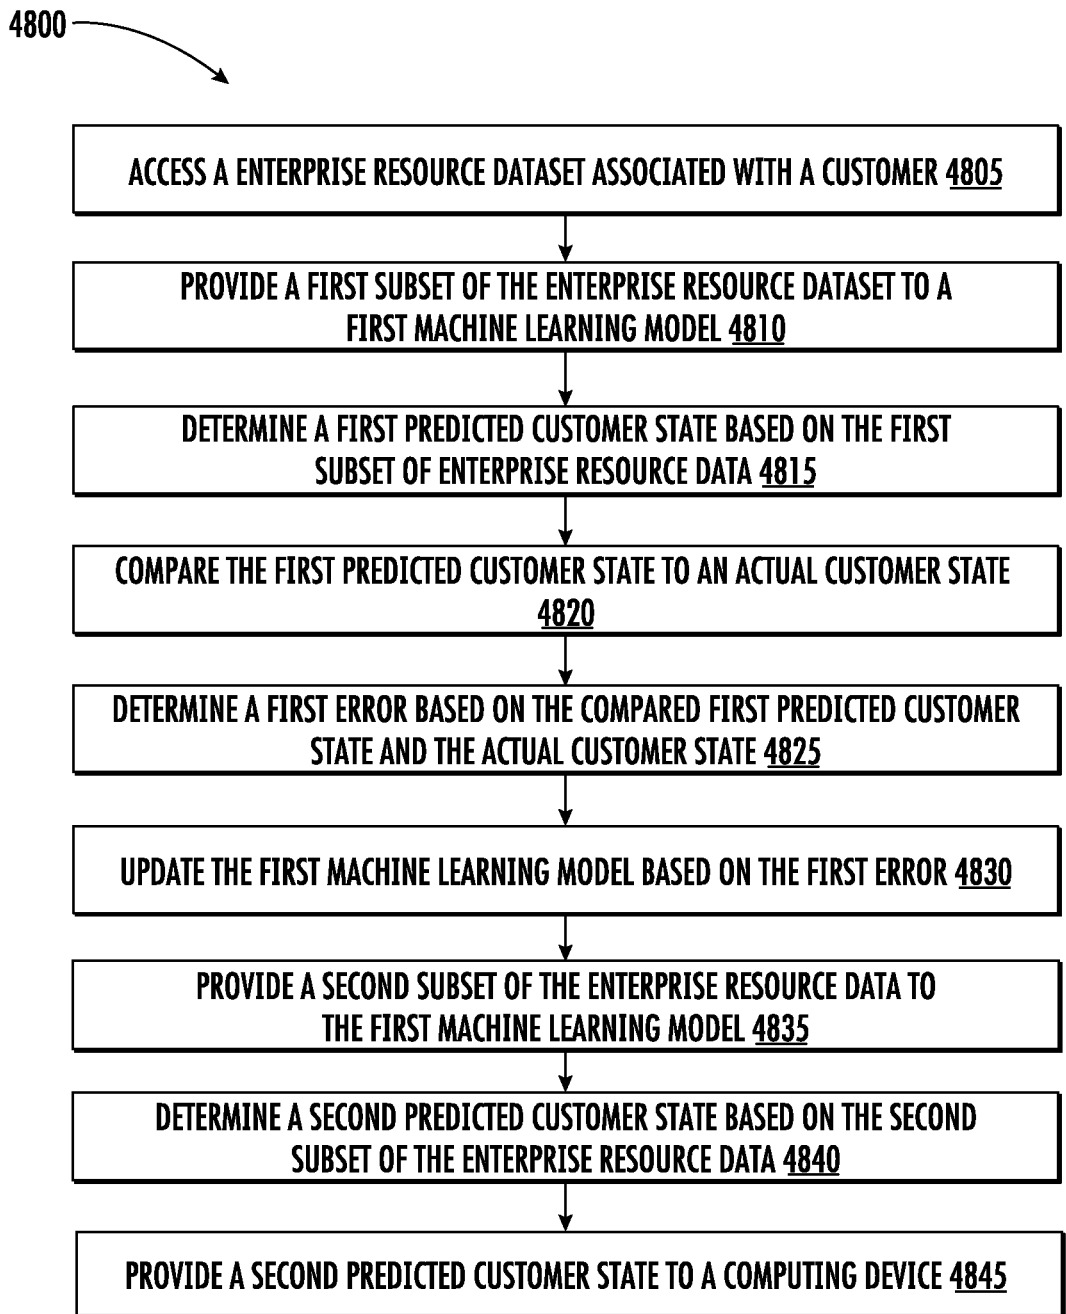 4800
ACCESS A ENTERPRISE RESOURCE DATASET ASSOCIATED WITH A CUSTOMER 4805
PROVIDE A FIRST SUBSET OF THE ENTERPRISE RESOURCE DATASET TO A
FIRST MACHINE LEARNING MODEL 4810
DETERMINE A FIRST PREDICTED CUSTOMER STATE BASED ON THE FIRST
SUBSET OF ENTERPRISE RESOURCE DATA 4815
COMPARE THE FIRST PREDICTED CUSTOMER STATE TO AN ACTUAL CUSTOMER STATE
4820
DETERMINE A FIRST ERROR BASED ON THE COMPARED FIRST PREDICTED CUSTOMER
STATE AND THE ACTUAL CUSTOMER STATE 4825
UPDATE THE FIRST MACHINE LEARNING MODEL BASED ON THE FIRST ERROR 4830
PROVIDE A SECOND SUBSET OF THE ENTERPRISE RESOURCE DATA TO
THE FIRST MACHINE LEARNING MODEL 4835
DETERMINE A SECOND PREDICTED CUSTOMER STATE BASED ON THE SECOND
SUBSET OF THE ENTERPRISE RESOURCE DATA 4840
PROVIDE A SECOND PREDICTED CUSTOMER STATE TO A COMPUTING DEVICE 4845